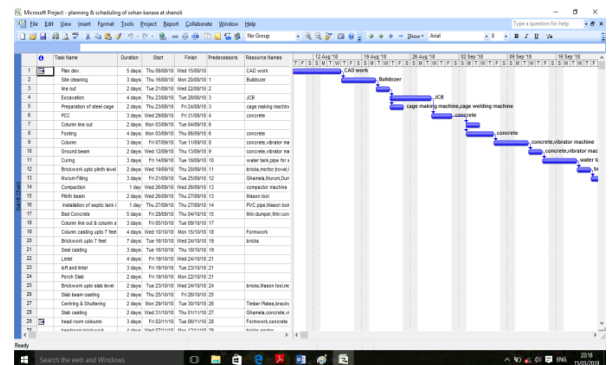 Microsoft Project - planning & scheduling of sohan kanase at shenoli
File Edit View Insert Format Tools Project Report Collaborate Window Help
Type a question for help
No Group
Show Arial 8 B I U
Task Name Duration Start Finish Predecessors Resource Names
12 Aug '18 19 Aug '18 26 Aug '18 02 Sep '18 09 Sep '18 16 Sep '18
1 Plan dev. 5 days Thu 09/08/18 Wed 15/08/18 CAD work
2 Site cleaning 3 days Thu 16/08/18 Mon 20/08/18 1 Bulldozer
3 line out 2 days Tue 21/08/18 Wed 22/08/18 2
4 Excavation 4 days Thu 23/08/18 Tue 28/08/18 3 JCB
5 Preparation of steel cage 2 days Thu 23/08/18 Fri 24/08/18 3 cage making machin
6 PCC 3 days Wed 29/08/18 Fri 31/08/18 4 concrete
7 Column line out 2 days Mon 03/09/18 Tue 04/09/18 6
8 Footing 4 days Mon 03/09/18 Thu 06/09/18 6 concrete
9 Column 3 days Fri 07/09/18 Tue 11/09/18 8 concrete,vibrator ma
10 Ground beam 2 days Wed 12/09/18 Thu 13/09/18 9 concrete,vibrator ma
11 Curing 3 days Fri 14/09/18 Tue 18/09/18 10 water tank,pipe for w
12 Brickwork upto plinth level 2 days Wed 19/09/18 Thu 20/09/18 11 bricks,mortor,trovel,l
13 Murum Filling 3 days Fri 21/09/18 Tue 25/09/18 12 Ghamela,Murum,Dum
14 Compaction 1 day Wed 26/09/18 Wed 26/09/18 13 compactor machine
15 Plinth beam 2 days Wed 26/09/18 Thu 27/09/18 13 Mason tool
16 Installation of septic tank 1 day Thu 27/09/18 Thu 27/09/18 14 PVC pipe,Mason tool
17 Bed Concrete 5 days Fri 28/09/18 Thu 04/10/18 15 Mini dumper,Mini con
18 Column line out & column s 3 days Fri 05/10/18 Tue 09/10/18 17
19 Column casting upto 7 feet 4 days Wed 10/10/18 Mon 15/10/18 18 Formwork
20 Brickwork upto 7 feet 7 days Tue 16/10/18 Wed 24/10/18 19 bricks
21 Seal casting 3 days Tue 16/10/18 Thu 18/10/18 19
22 Lintel 4 days Fri 19/10/18 Wed 24/10/18 21
23 loft and lintel 3 days Fri 19/10/18 Tue 23/10/18 21
24 Porch Slab 2 days Fri 19/10/18 Mon 22/10/18 21
25 Brickwork upto slab level 2 days Tue 23/10/18 Wed 24/10/18 24 bricks,Mason tool,mo
26 Slab beam casting 2 days Thu 25/10/18 Fri 26/10/18 25
27 Centring & Shuttering 2 days Mon 29/10/18 Tue 30/10/18 26 Timber Plates
28 Slab casting 2 days Wed 31/10/18 Thu 01/11/18 27 Ghamela,concrete,vi
29 head room coloumn 3 days Fri 02/11/18 Tue 06/11/18 28 Formwork,concrete
CAD work
Bulldozer
JCB
cage making machine,cage welding machine
concrete
concrete
concrete,vibrator machine
concrete,vibrator mac
water t
Gantt Chart
Search the web and Windows
ENG
22:18
15/03/2019